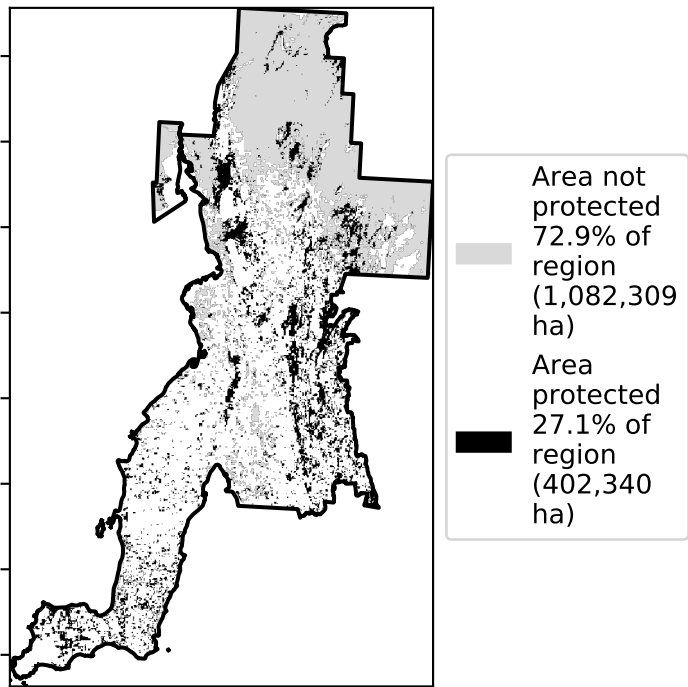 Area not
protected
72.9% of
region
(1,082,309
ha)
Area
protected
27.1% of
region
(402,340
ha)